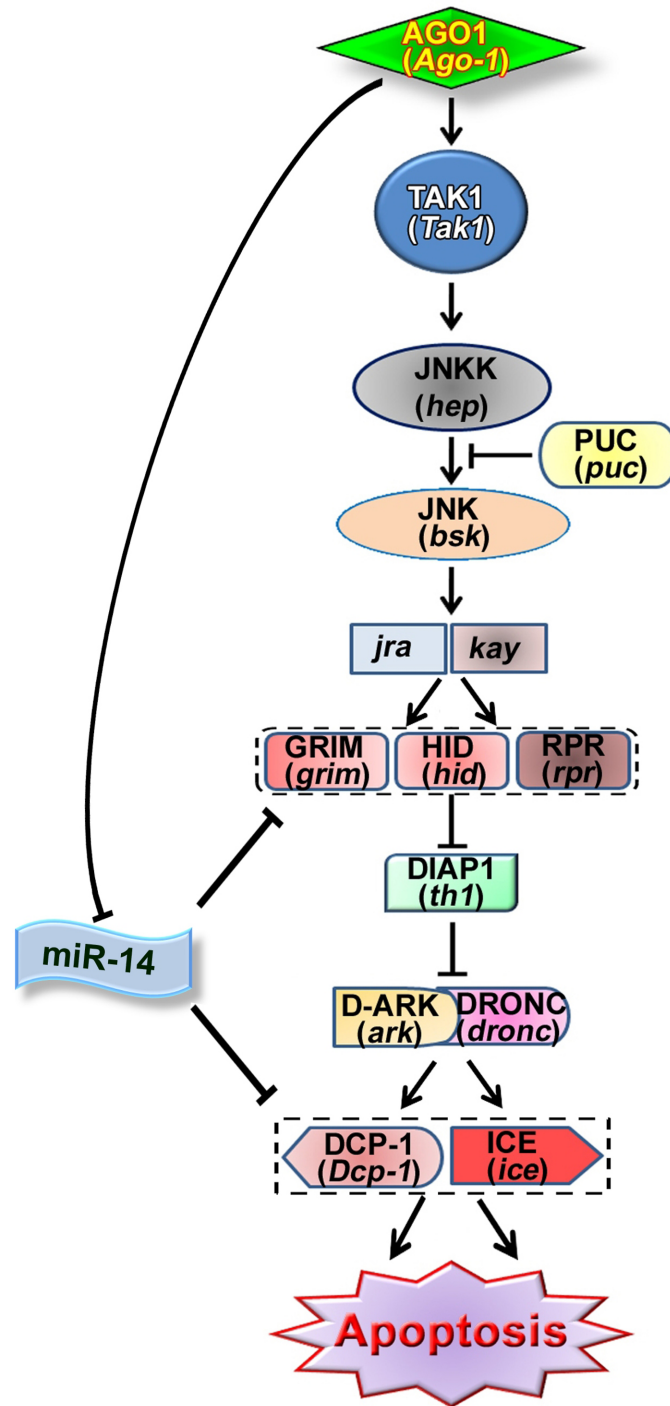 AGO1
(Ago-1)
TAK1
(Tak1)
JNKK
(hep)
PUC
(puc)
JNK
(bsk)
jra
kay
GRIM
(grim)
HID
(hid)
RPR
(rpr)
DIAP1
(th1)
miR-14
D-ARK
(ark)
DRONC
(dronc)
DCP-1
(Dcp-1)
ICE
(ice)
Apoptosis